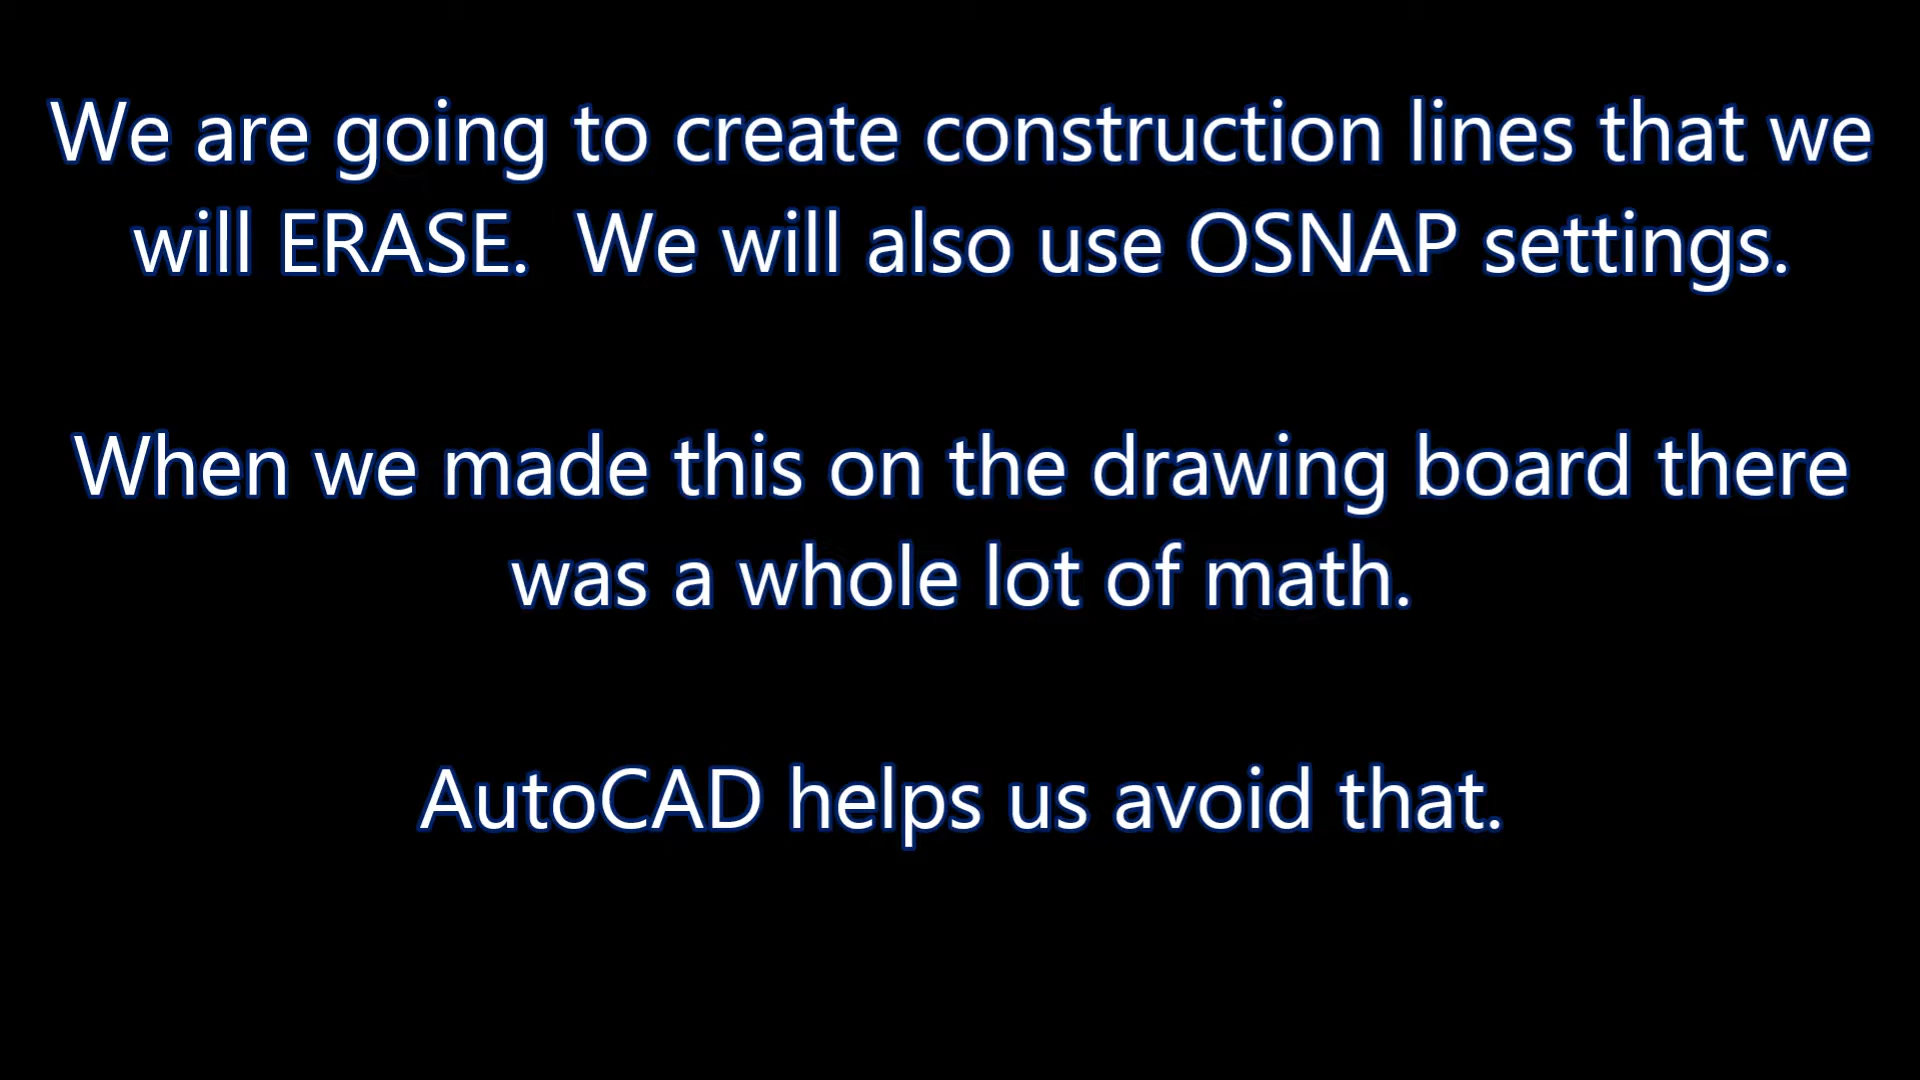 We are going to create construction lines that we
will ERASE.  We will also use OSNAP settings.
When we made this on the drawing board there
was a whole lot of math.
AutoCAD helps us avoid that.